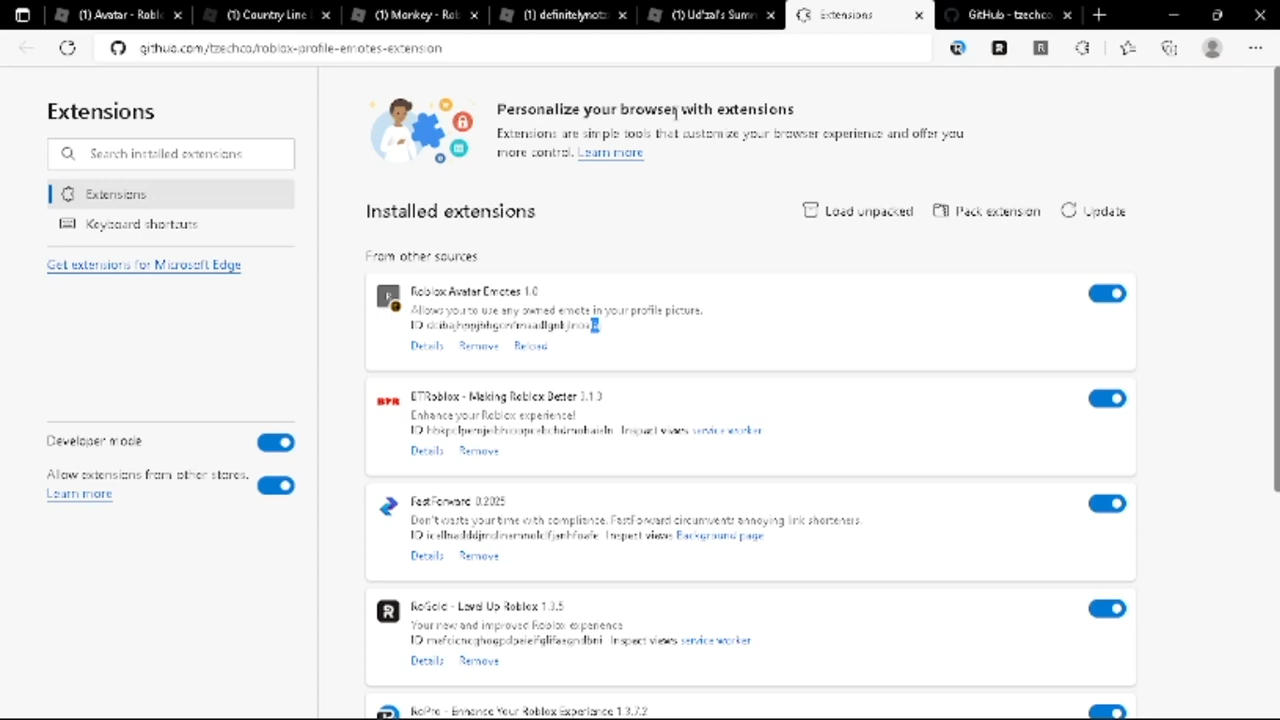 (1) Avatar - Robl
(1) Country Line
(1) Monkey - Rob
(1) definitelynot
(1) Ud'zal's Sum
Extensions
GitHub - tzechco
github.com/tzechco/roblox-profile-emotes-extension
Extensions
Search installed extensions
Extensions
Keyboard shortcuts
Get extensions for Microsoft Edge
Developer mode
Allow extensions from other stores.
Learn more
Personalize your browser with extensions
Extensions are simple tools that customize your browser experience and offer you
more control. Learn more
Installed extensions
Load unpacked
Pack extension
Update
From other sources
Roblox Avatar Emotes 1.0
Allows you to use any owned emote in your profile picture.
ID
Details Remove Reload
BTRoblox - Making Roblox Better
Enhance your Roblox experience!
ID Inspect views service worker
Details Remove
FastForward 0.2025
Don't waste your time with compliance. FastForward circumvents annoying link shorteners.
ID Inspect views Background page
Details Remove
RoGold - Level Up Roblox 1.3.5
Your new and improved Roblox experience
ID Inspect views service worker
Details Remove
RoPro - Enhance Your Roblox Experience 1.3.7.2